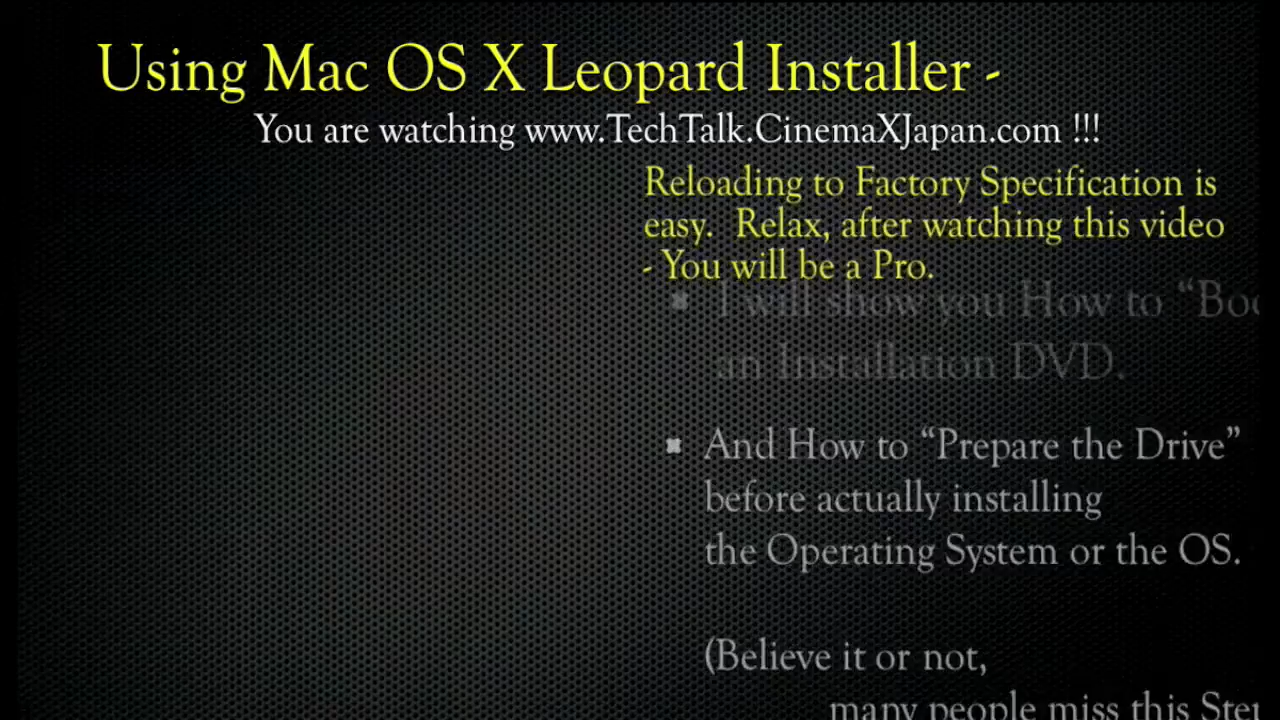 Using Mac OS X Leopard Installer -
You are watching www.TechTalk.CinemaXJapan.com !!!
Reloading to Factory Specification is
easy. Relax, after watching this video
- You will be a Pro.
I will show you How to
an Installation DVD.
And How to “Prepare the Drive”
before actually installing
the Operating System or the OS.
(Believe it or not,
many people miss this